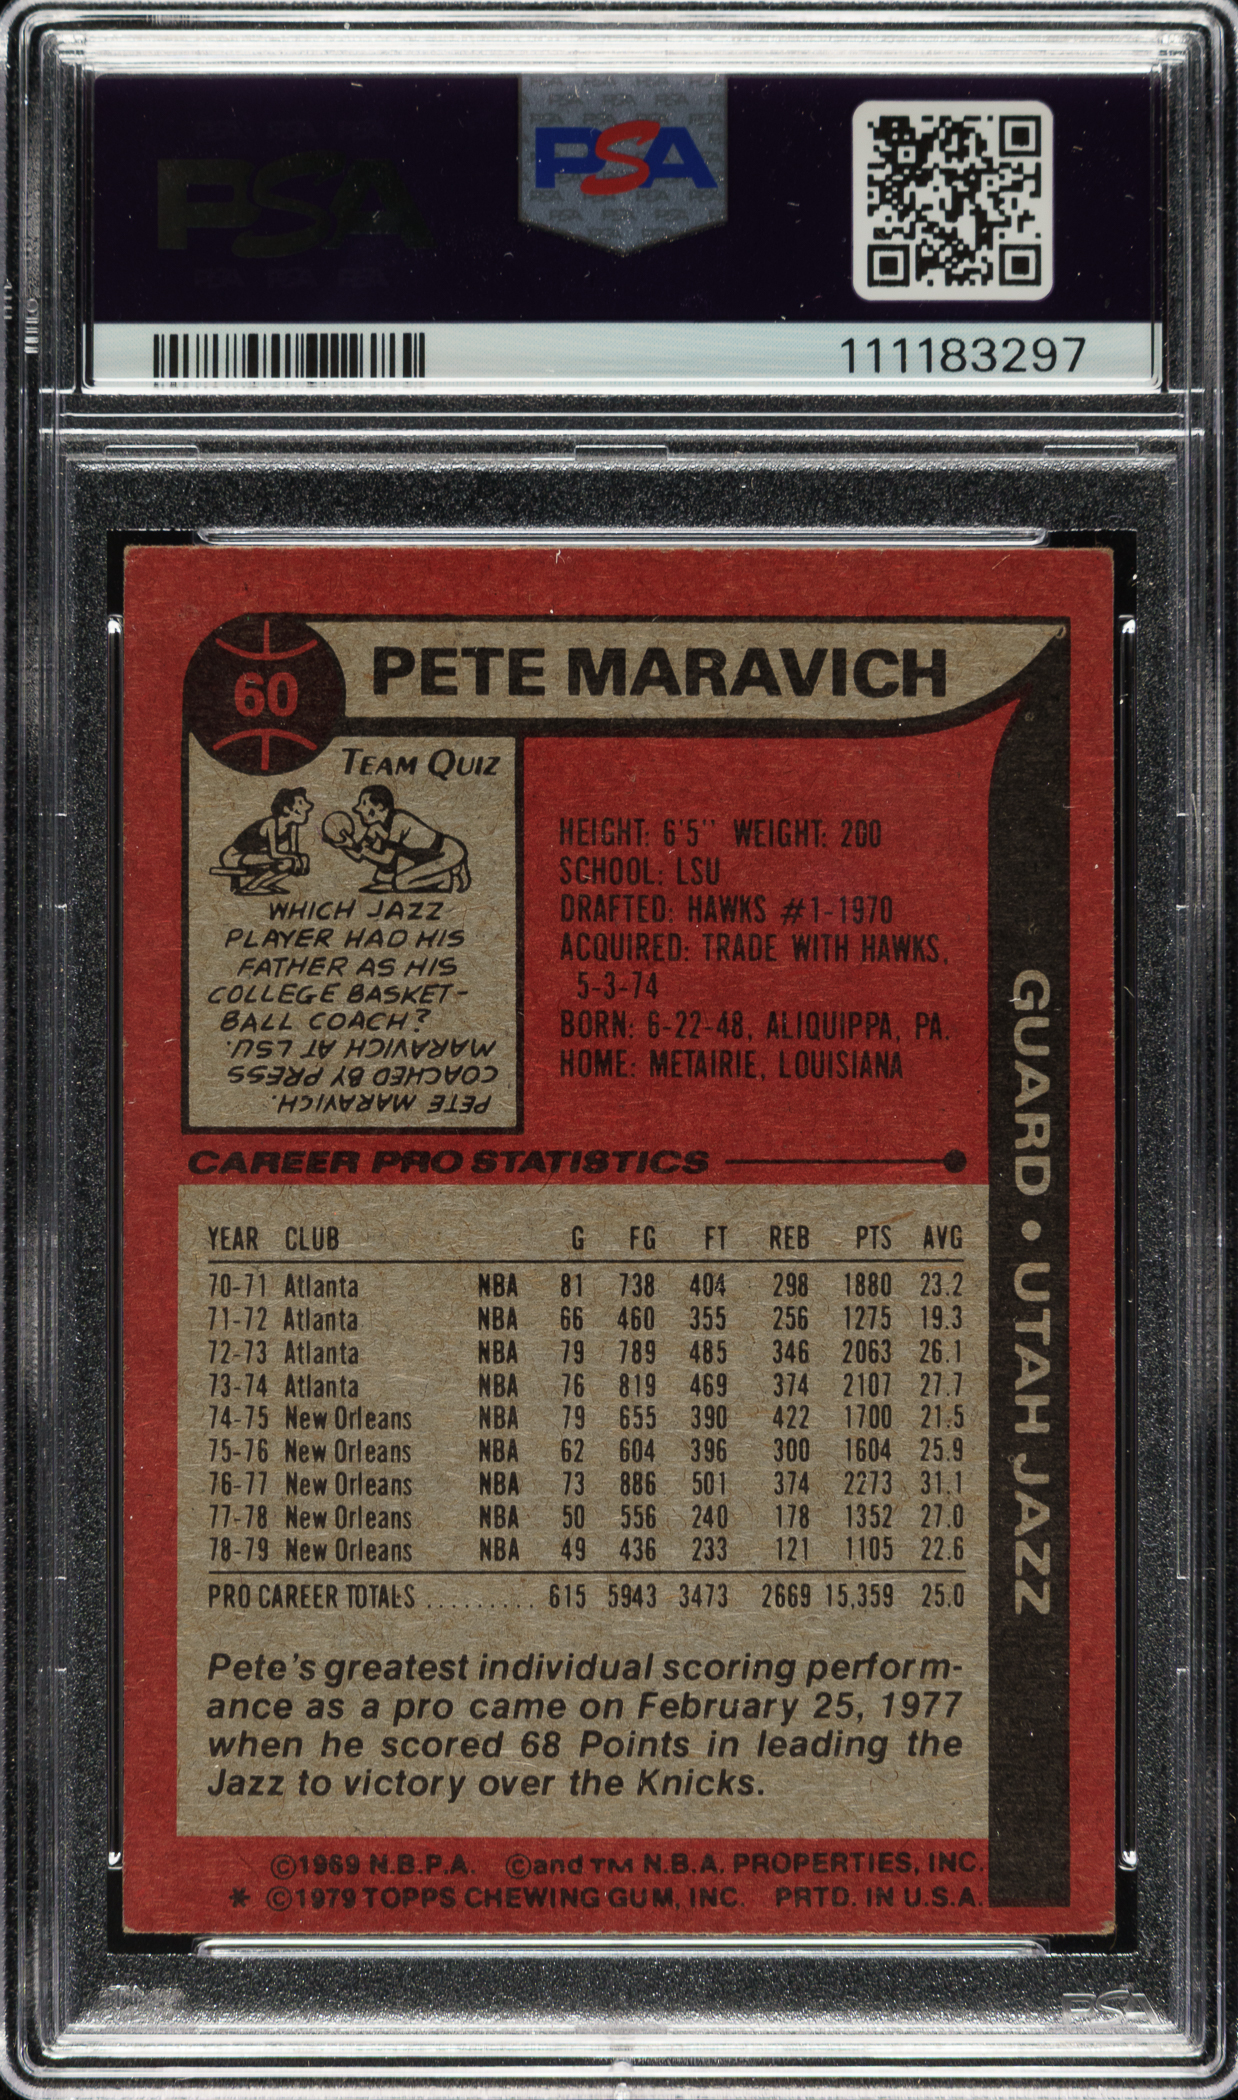 PSA
PSA
111183297
60
PETE MARAVICH
TEAM QUIZ
WHICH JAZZ
PLAYER HAD HIS
FATHER AS HIS
COLLEGE BASKET-
BALL COACH?
PETE MARAVICH.
COACHED BY PRESS
MARAVICH AT LSU.
HEIGHT: 6'5" WEIGHT: 200
SCHOOL: LSU
DRAFTED: HAWKS #1-1970
ACQUIRED: TRADE WITH HAWKS,
5-3-74
BORN: 6-22-48, ALIQUIPPA, PA.
HOME: METAIRIE, LOUISIANA
GUARD • UTAH JAZZ
CAREER PRO STATISTICS
YEAR CLUB G FG FT REB PTS AVG
70-71 Atlanta NBA 81 738 404 298 1880 23.2
71-72 Atlanta NBA 66 460 355 256 1275 19.3
72-73 Atlanta NBA 79 789 485 346 2063 26.1
73-74 Atlanta NBA 76 819 469 374 2107 27.7
74-75 New Orleans NBA 79 655 390 422 1700 21.5
75-76 New Orleans NBA 62 604 396 300 1604 25.9
76-77 New Orleans NBA 73 886 501 374 2273 31.1
77-78 New Orleans NBA 50 556 240 178 1352 27.0
78-79 New Orleans NBA 49 436 233 121 1105 22.6
PRO CAREER TOTALS ......... 615 5943 3473 2669 15,359 25.0
Pete's greatest individual scoring perform-
ance as a pro came on February 25, 1977
when he scored 68 Points in leading the
Jazz to victory over the Knicks.
©1969 N.B.P.A. ©and TM N.B.A. PROPERTIES, INC.
* ©1979 TOPPS CHEWING GUM, INC. PRTD. IN U.S.A.
PSA